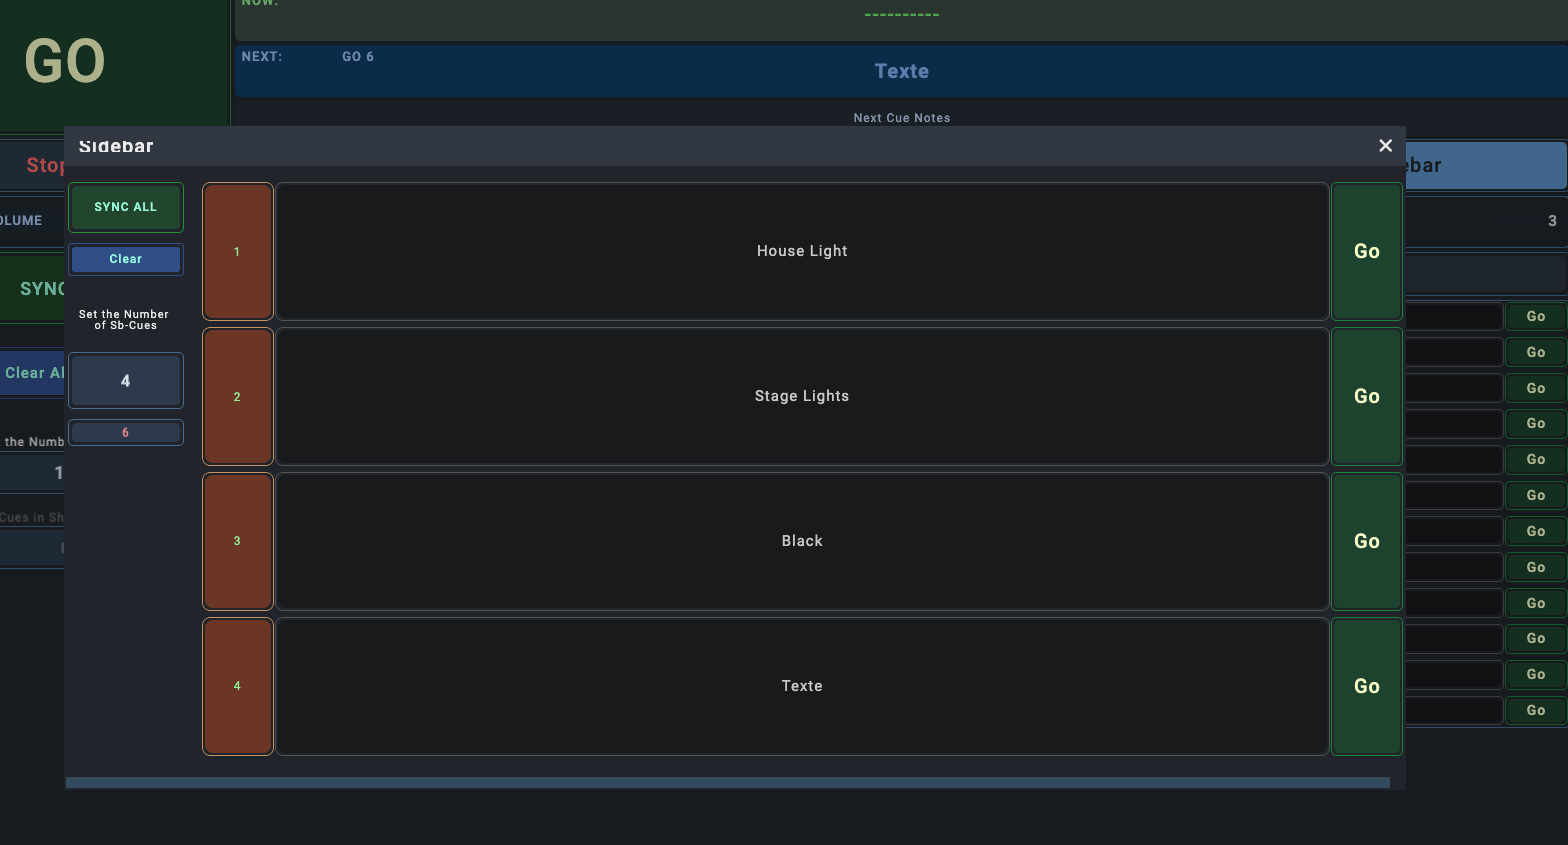 NOW:
----------
GO
NEXT:
GO 6
Texte
Next Cue Notes
Sidebar
Stop
ebar
SYNC ALL
Clear
OLUME
3
SYNC
Set the Number
of Sb-Cues
4
6
Clear Al
the Numb
1
Cues in Sh
1
House Light
Go
2
Stage Lights
Go
3
Black
Go
4
Texte
Go
Go
Go
Go
Go
Go
Go
Go
Go
Go
Go
Go
Go